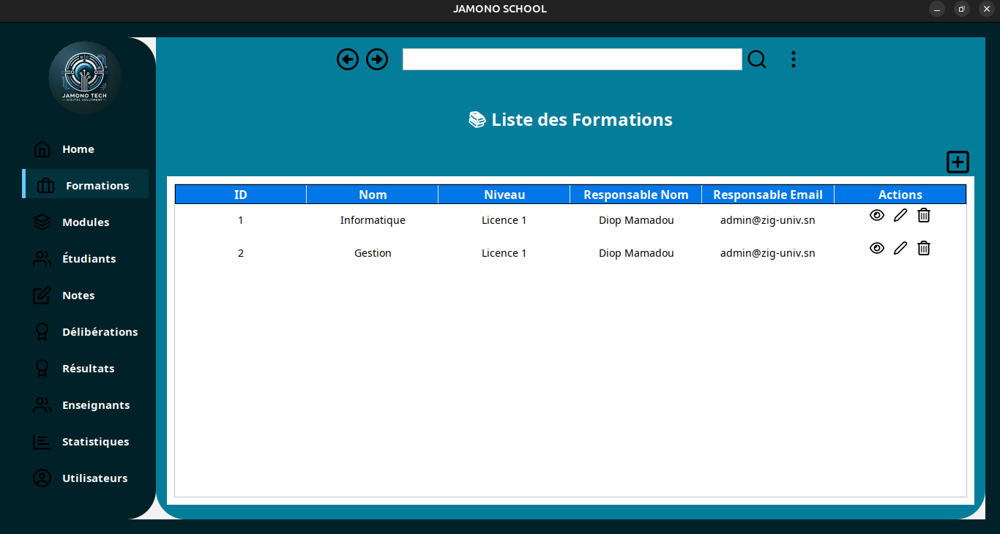 JAMONO SCHOOL
JAMONO TECH
Home
Formations
Modules
Étudiants
Notes
Délibérations
Résultats
Enseignants
Statistiques
Utilisateurs
Liste des Formations
ID Nom Niveau Responsable Nom Responsable Email Actions
1 Informatique Licence 1 Diop Mamadou admin@zig-univ.sn
2 Gestion Licence 1 Diop Mamadou admin@zig-univ.sn